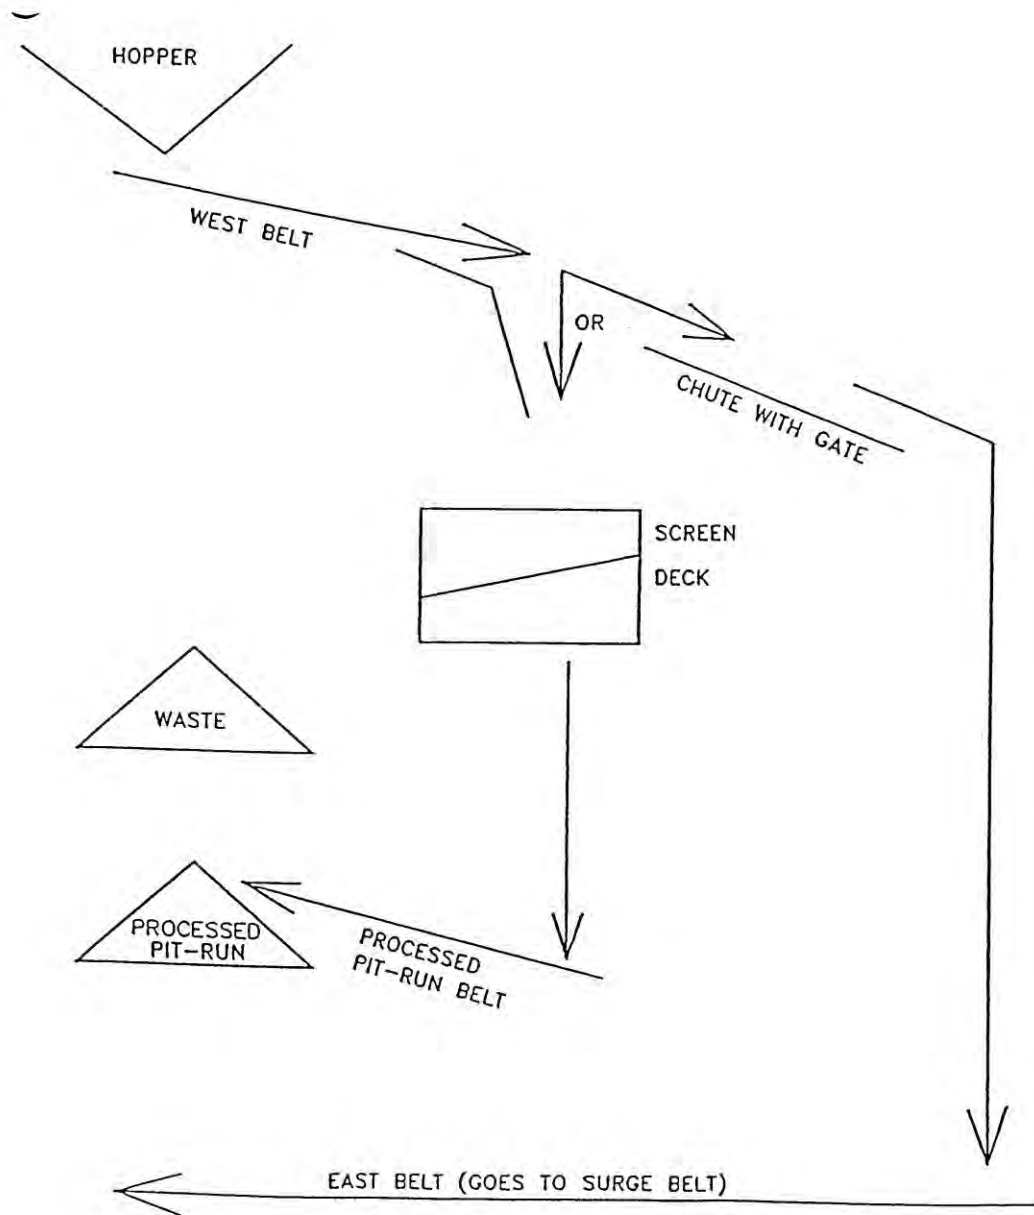 HOPPER
WEST BELT
OR
CHUTE WITH GATE
SCREEN
DECK
WASTE
PROCESSED
PIT-RUN
PROCESSED
PIT-RUN BELT
EAST BELT (GOES TO SURGE BELT)